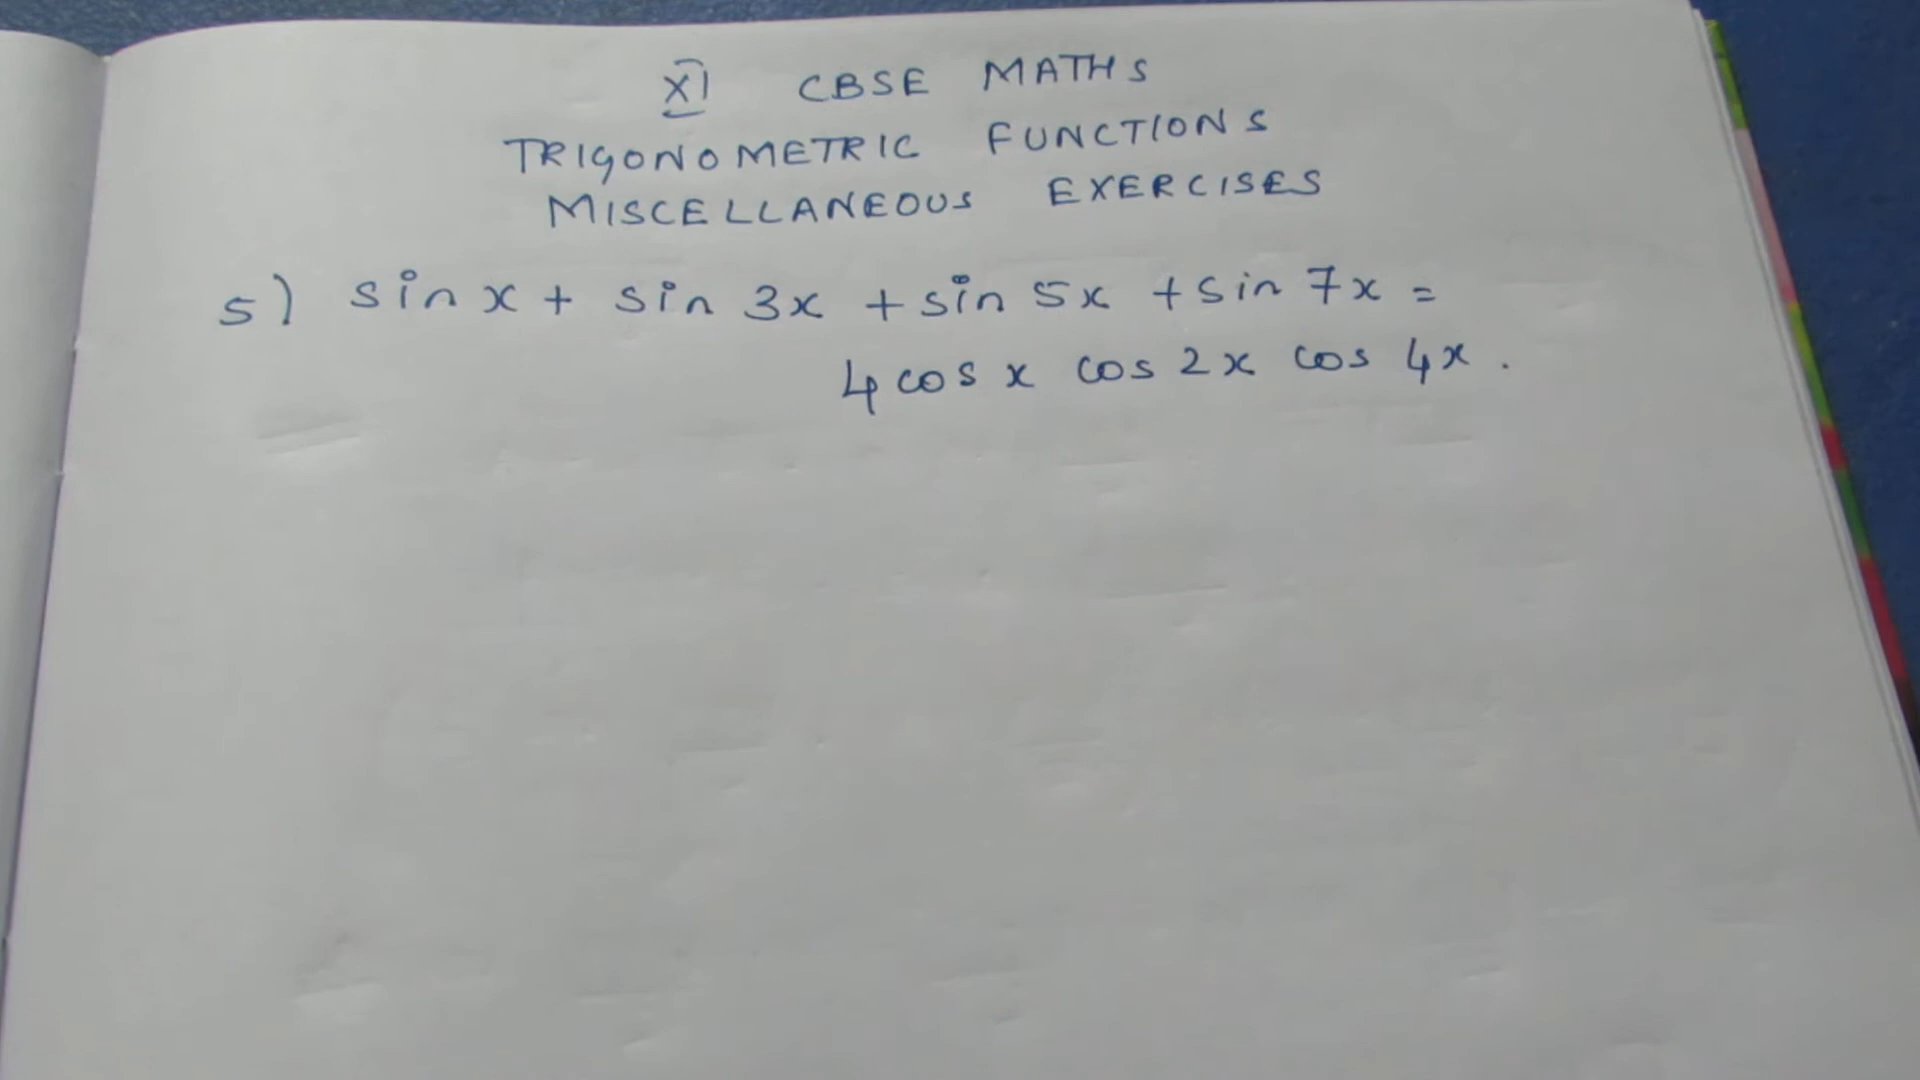 XI CBSE MATHS
TRIGONOMETRIC FUNCTIONS
MISCELLANEOUS EXERCISES
5) sin x + sin 3x + sin 5x + sin 7x =
4 cos x cos 2x cos 4x.